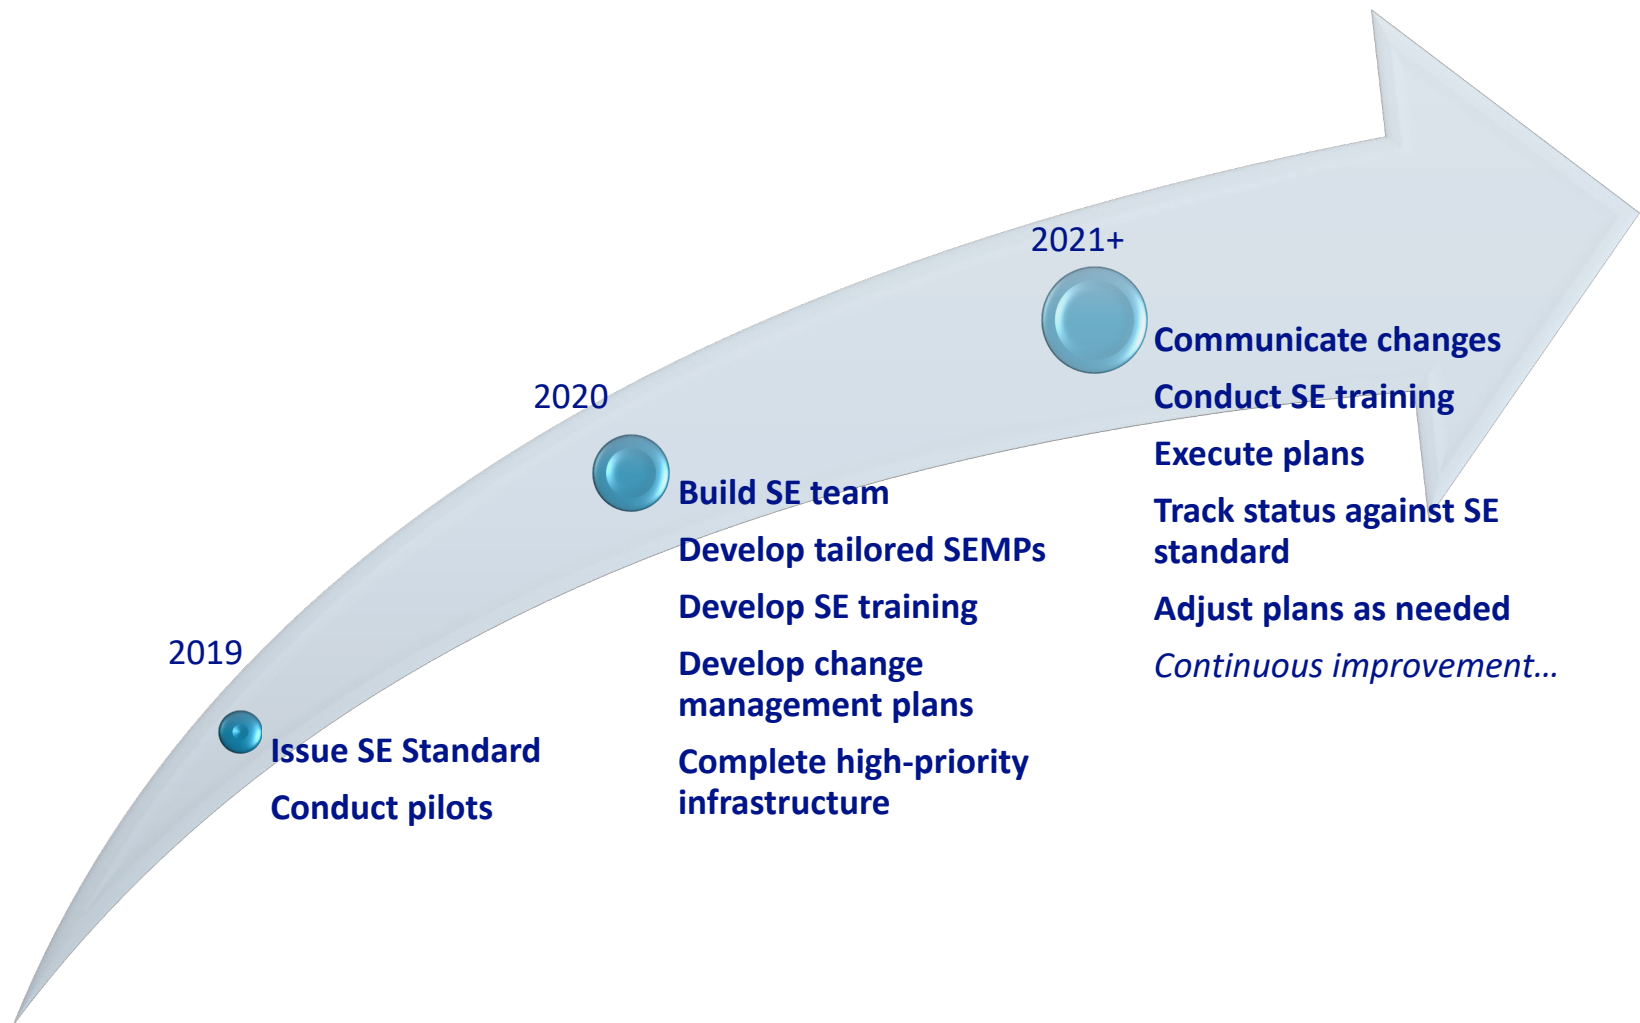 2019
Issue SE Standard
Conduct pilots
2020
Build SE team
Develop tailored SEMPs
Develop SE training
Develop change
management plans
Complete high-priority
infrastructure
2021+
Communicate changes
Conduct SE training
Execute plans
Track status against SE
standard
Adjust plans as needed
Continuous improvement…